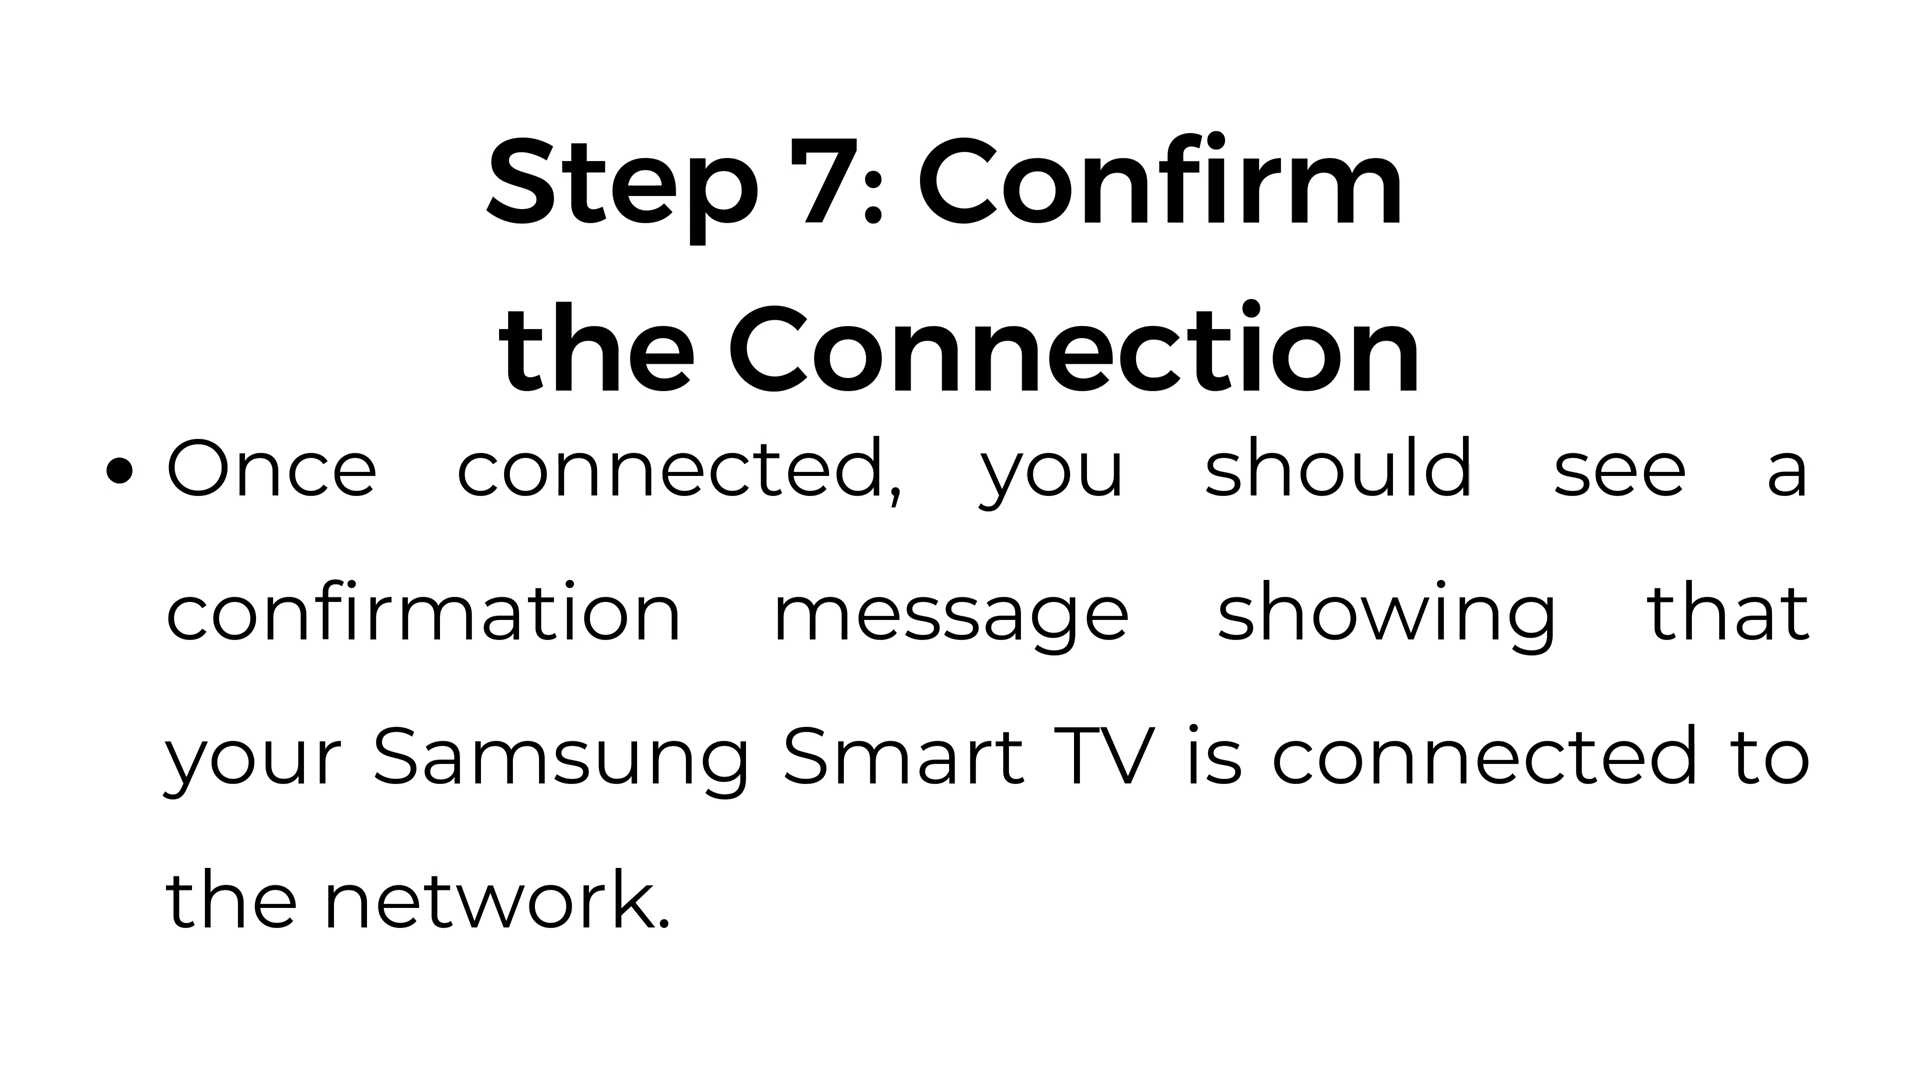 Step 7: Confirm
the Connection
• Once connected, you should see a
confirmation message showing that
your Samsung Smart TV is connected to
the network.